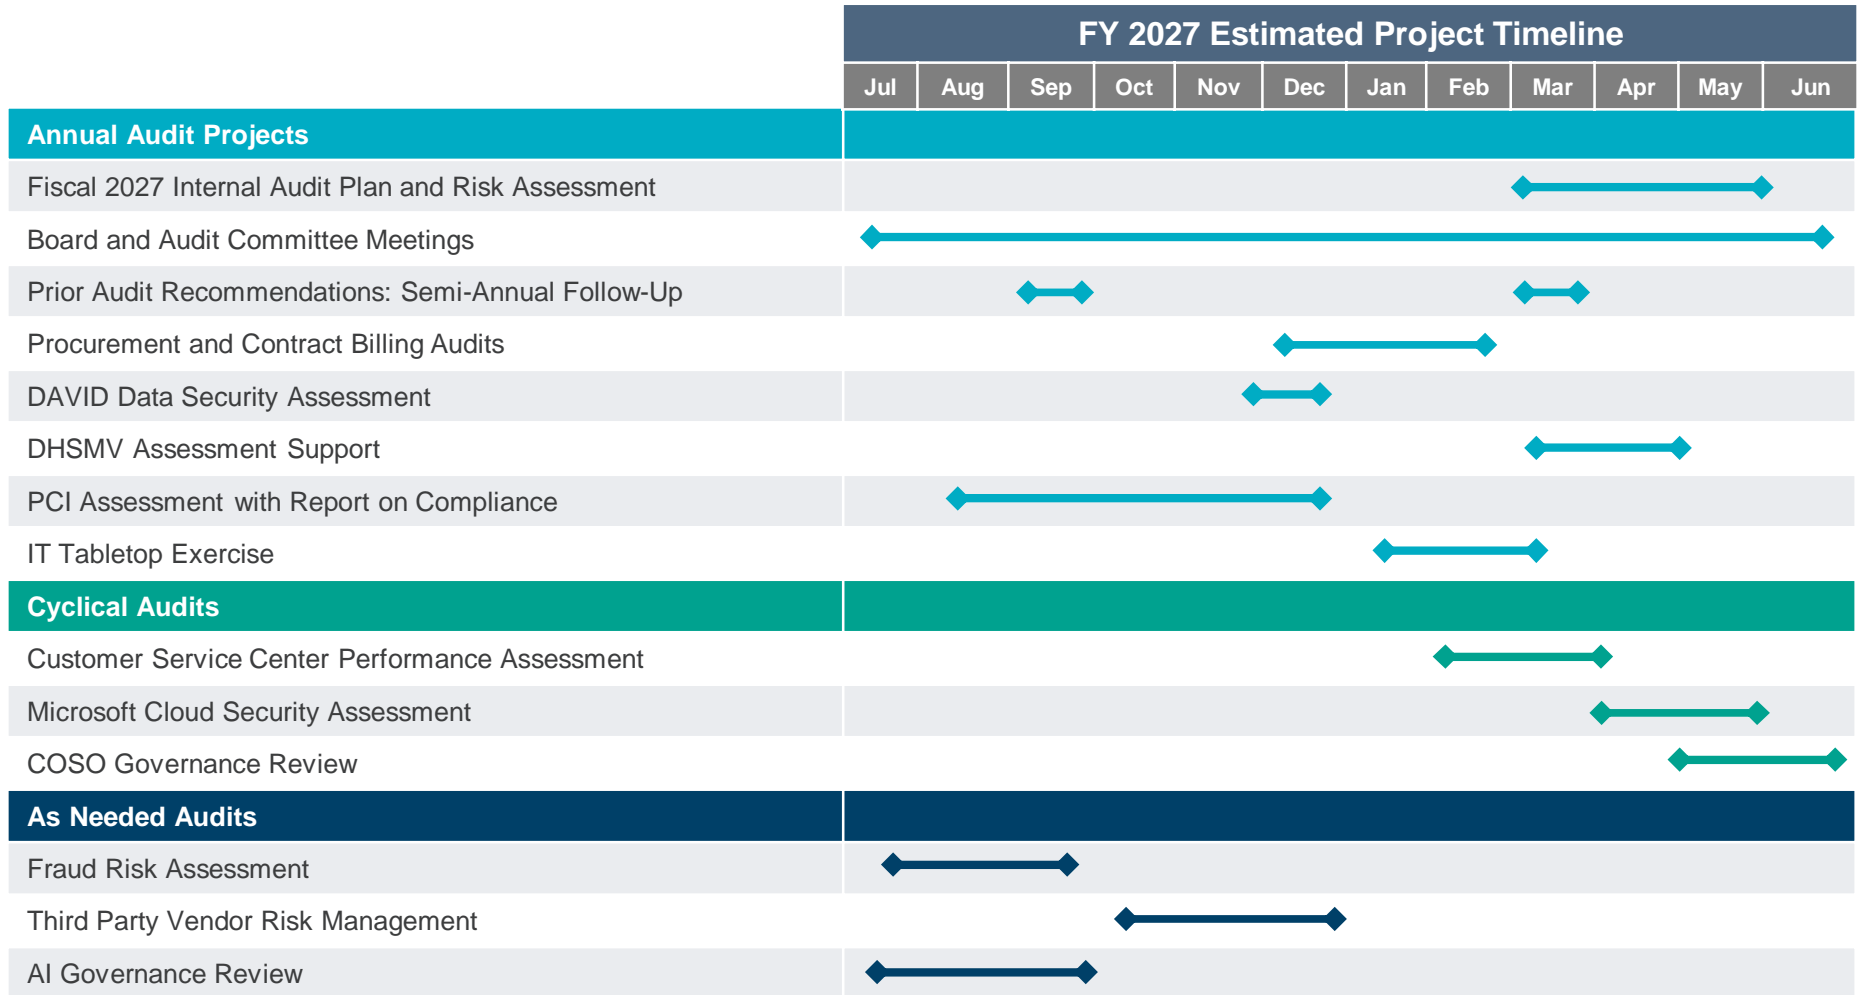 FY 2027 Estimated Project Timeline
Jul Aug Sep Oct Nov Dec Jan Feb Mar Apr May Jun
Annual Audit Projects
Fiscal 2027 Internal Audit Plan and Risk Assessment
Board and Audit Committee Meetings
Prior Audit Recommendations: Semi-Annual Follow-Up
Procurement and Contract Billing Audits
DAVID Data Security Assessment
DHSMV Assessment Support
PCI Assessment with Report on Compliance
IT Tabletop Exercise
Cyclical Audits
Customer Service Center Performance Assessment
Microsoft Cloud Security Assessment
COSO Governance Review
As Needed Audits
Fraud Risk Assessment
Third Party Vendor Risk Management
AI Governance Review